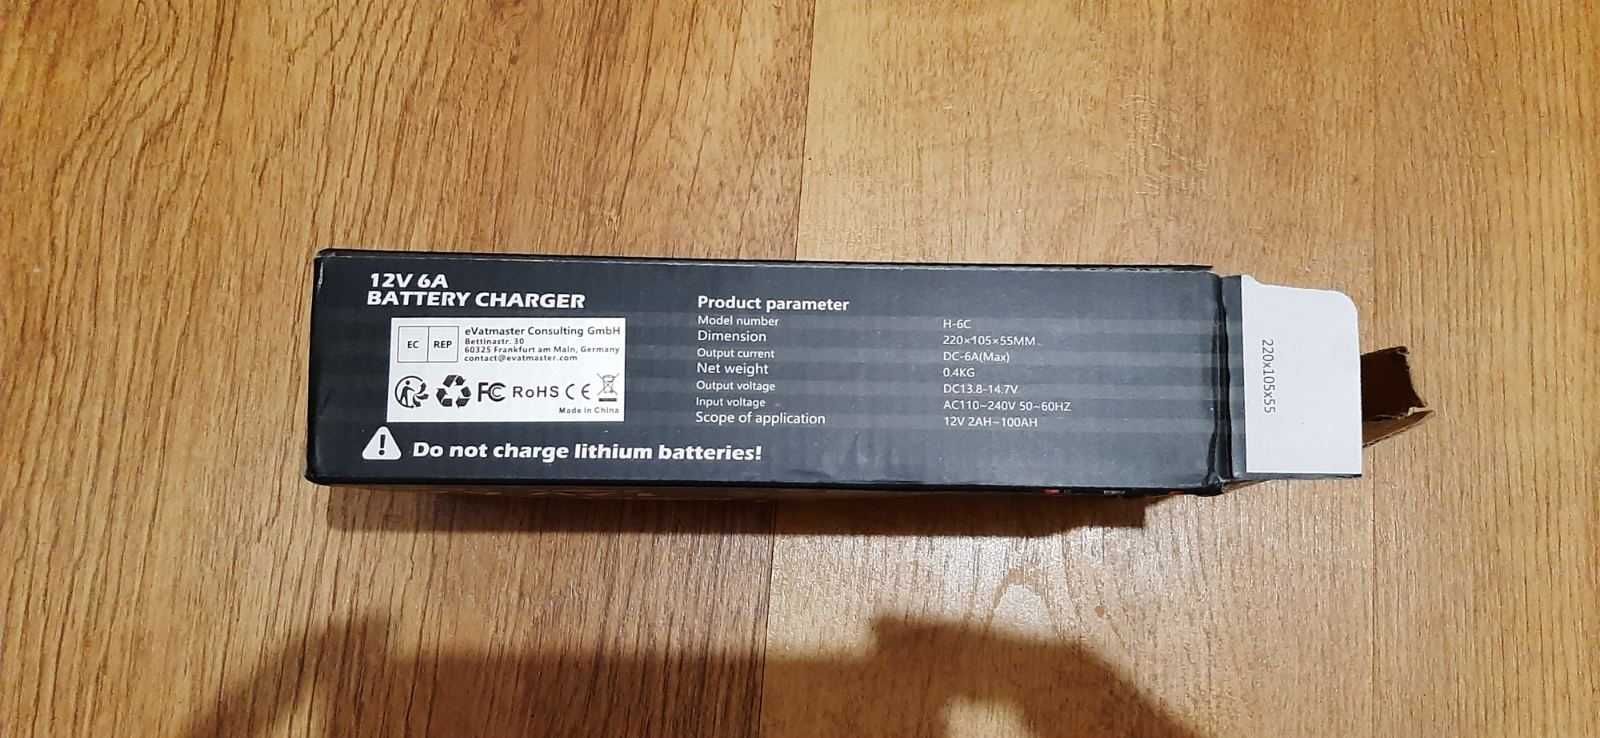 12V 6A
BATTERY CHARGER
EC REP
eVatmaster Consulting GmbH
Bettinastr. 30
60325 Frankfurt am Main, Germany
contact@evatmaster.com
FC RoHS CE
Made in China
Do not charge lithium batteries!
Product parameter
Model number H-6C
Dimension 220×105×55MM
Output current DC-6A(Max)
Net weight 0.4KG
Output voltage DC13.8-14.7V
Input voltage AC110~240V 50~60HZ
Scope of application 12V 2AH~100AH
220x105x55